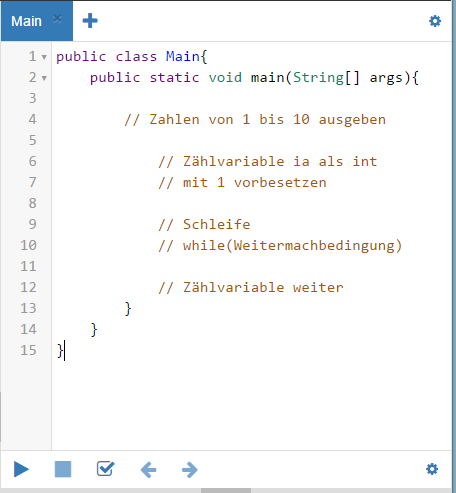 Main ×
1 public class Main{
2 public static void main(String[] args){
3
4 // Zahlen von 1 bis 10 ausgeben
5
6 // Zählvariable ia als int
7 // mit 1 vorbesetzen
8
9 // Schleife
10 // while(Weitermachbedingung)
11
12 // Zählvariable weiter
13 }
14 }
15 }